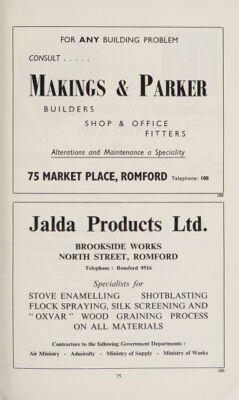 FOR ANY BUILDING PROBLEM
CONSULT . . . . .
MAKINGS & PARKER
BUILDERS
SHOP & OFFICE
FITTERS
Alterations and Maintenance a Speciality
75 MARKET PLACE, ROMFORD Telephone: 108
Jalda Products Ltd.
BROOKSIDE WORKS
NORTH STREET, ROMFORD
Telephone : Romford 9516
Specialists for
STOVE ENAMELLING SHOTBLASTING
FLOCK SPRAYING, SILK SCREENING AND
"OXVAR" WOOD GRAINING PROCESS
ON ALL MATERIALS
Contractors to the following Government Departments :
Air Ministry - Admiralty - Ministry of Supply - Ministry of Works
75